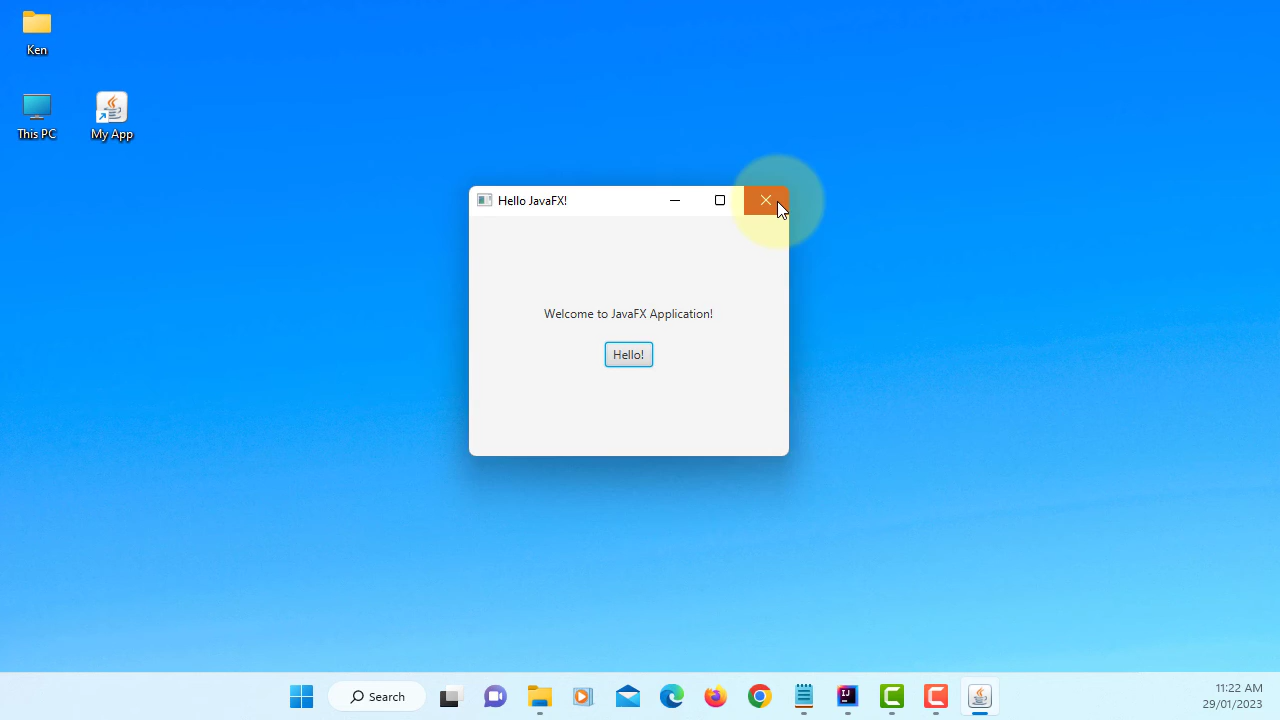 Ken
This PC
My App
Hello JavaFX!
Welcome to JavaFX Application!
Hello!
Search
11:22 AM
29/01/2023